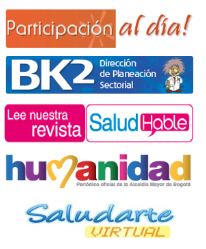 Participación al día!
BK2 Dirección
de Planeación
Sectorial
Lee nuestra
revista
Salud Hable
humanidad
Periódico oficial de la Alcaldía Mayor de Bogotá
Saludarte
VIRTUAL